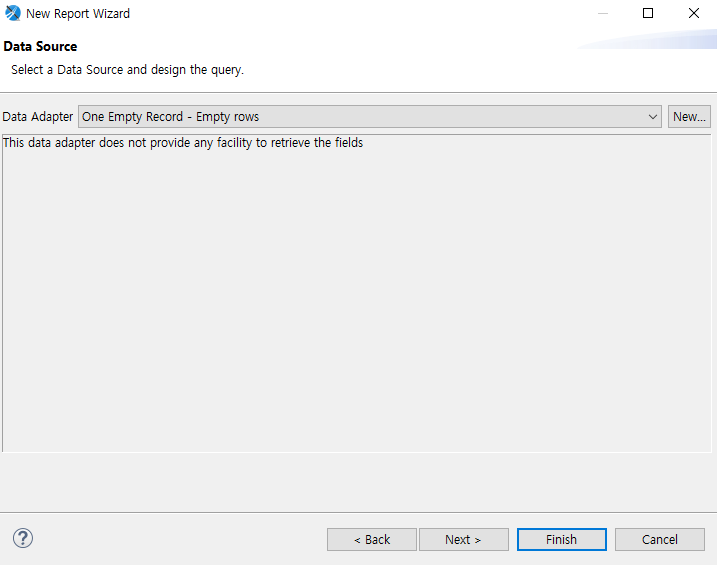 New Report Wizard
Data Source
Select a Data Source and design the query.
Data Adapter One Empty Record - Empty rows New...
This data adapter does not provide any facility to retrieve the fields
? < Back Next > Finish Cancel